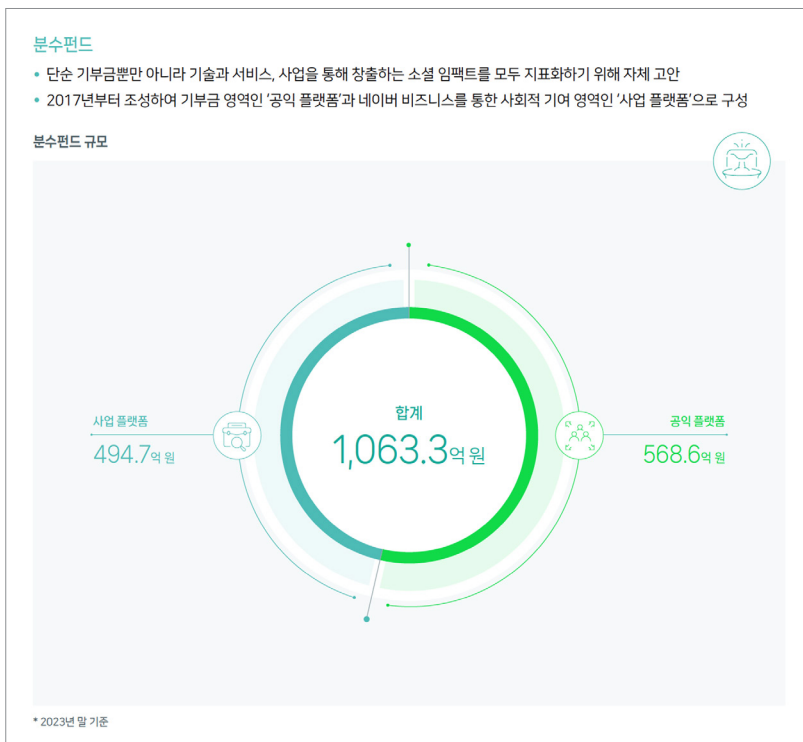 분수펀드
• 단순 기부금뿐만 아니라 기술과 서비스, 사업을 통해 창출하는 소셜 임팩트를 모두 지표화하기 위해 자체 고안
• 2017년부터 조성하여 기부금 영역인 '공익 플랫폼'과 네이버 비즈니스를 통한 사회적 기여 영역인 '사업 플랫폼'으로 구성
분수펀드 규모
사업 플랫폼
494.7억 원
합계
1,063.3억 원
공익 플랫폼
568.6억 원
* 2023년 말 기준